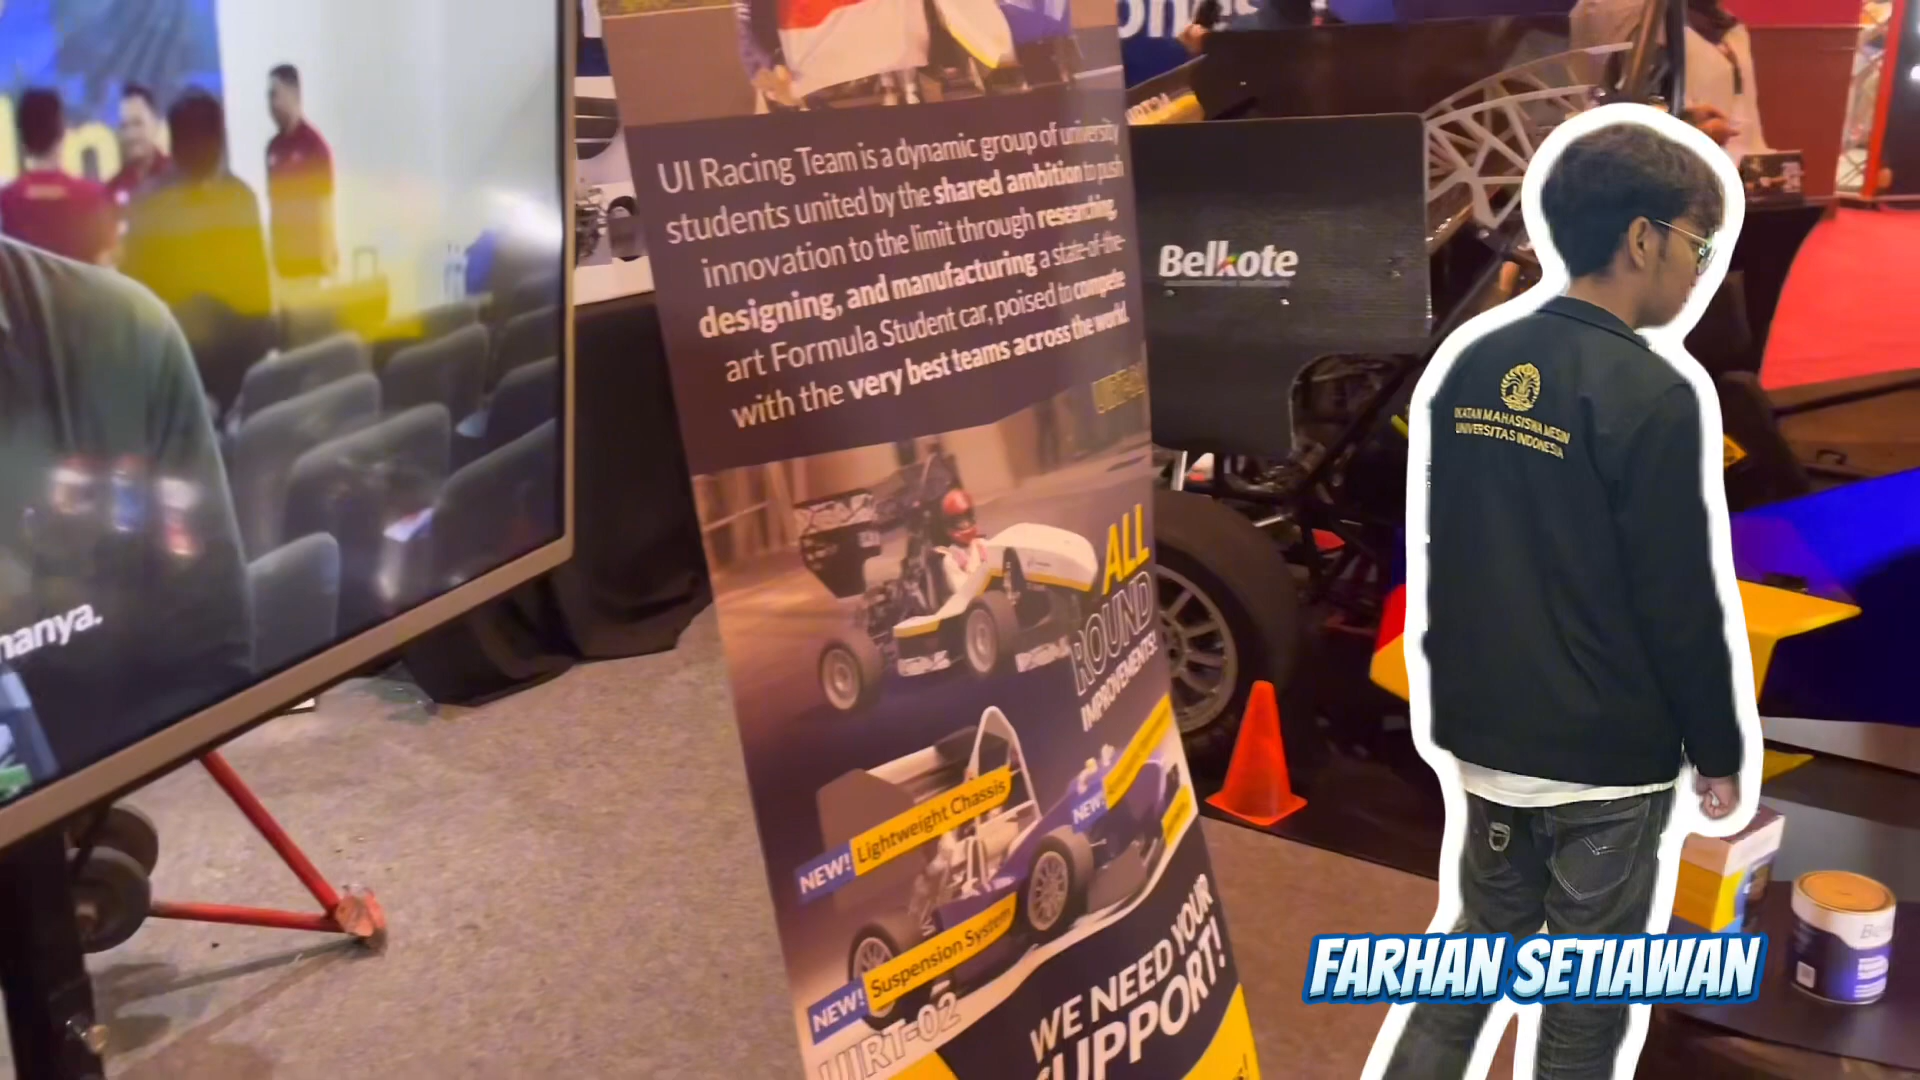 UI Racing Team is a dynamic group of university
students united by the shared ambition to push
innovation to the limit through researching,
designing, and manufacturing a state-of-the-
art Formula Student car, poised to compete
with the very best teams across the world.
Belkote
IKATAN MAHASISWA MESIN
UNIVERSITAS INDONESIA
ALL
ROUND
IMPROVEMENTS!
NEW! Lightweight Chassis
NEW!
NEW! Suspension System
UIRT-02
WE NEED YOUR
SUPPORT!
FARHAN SETIAWAN